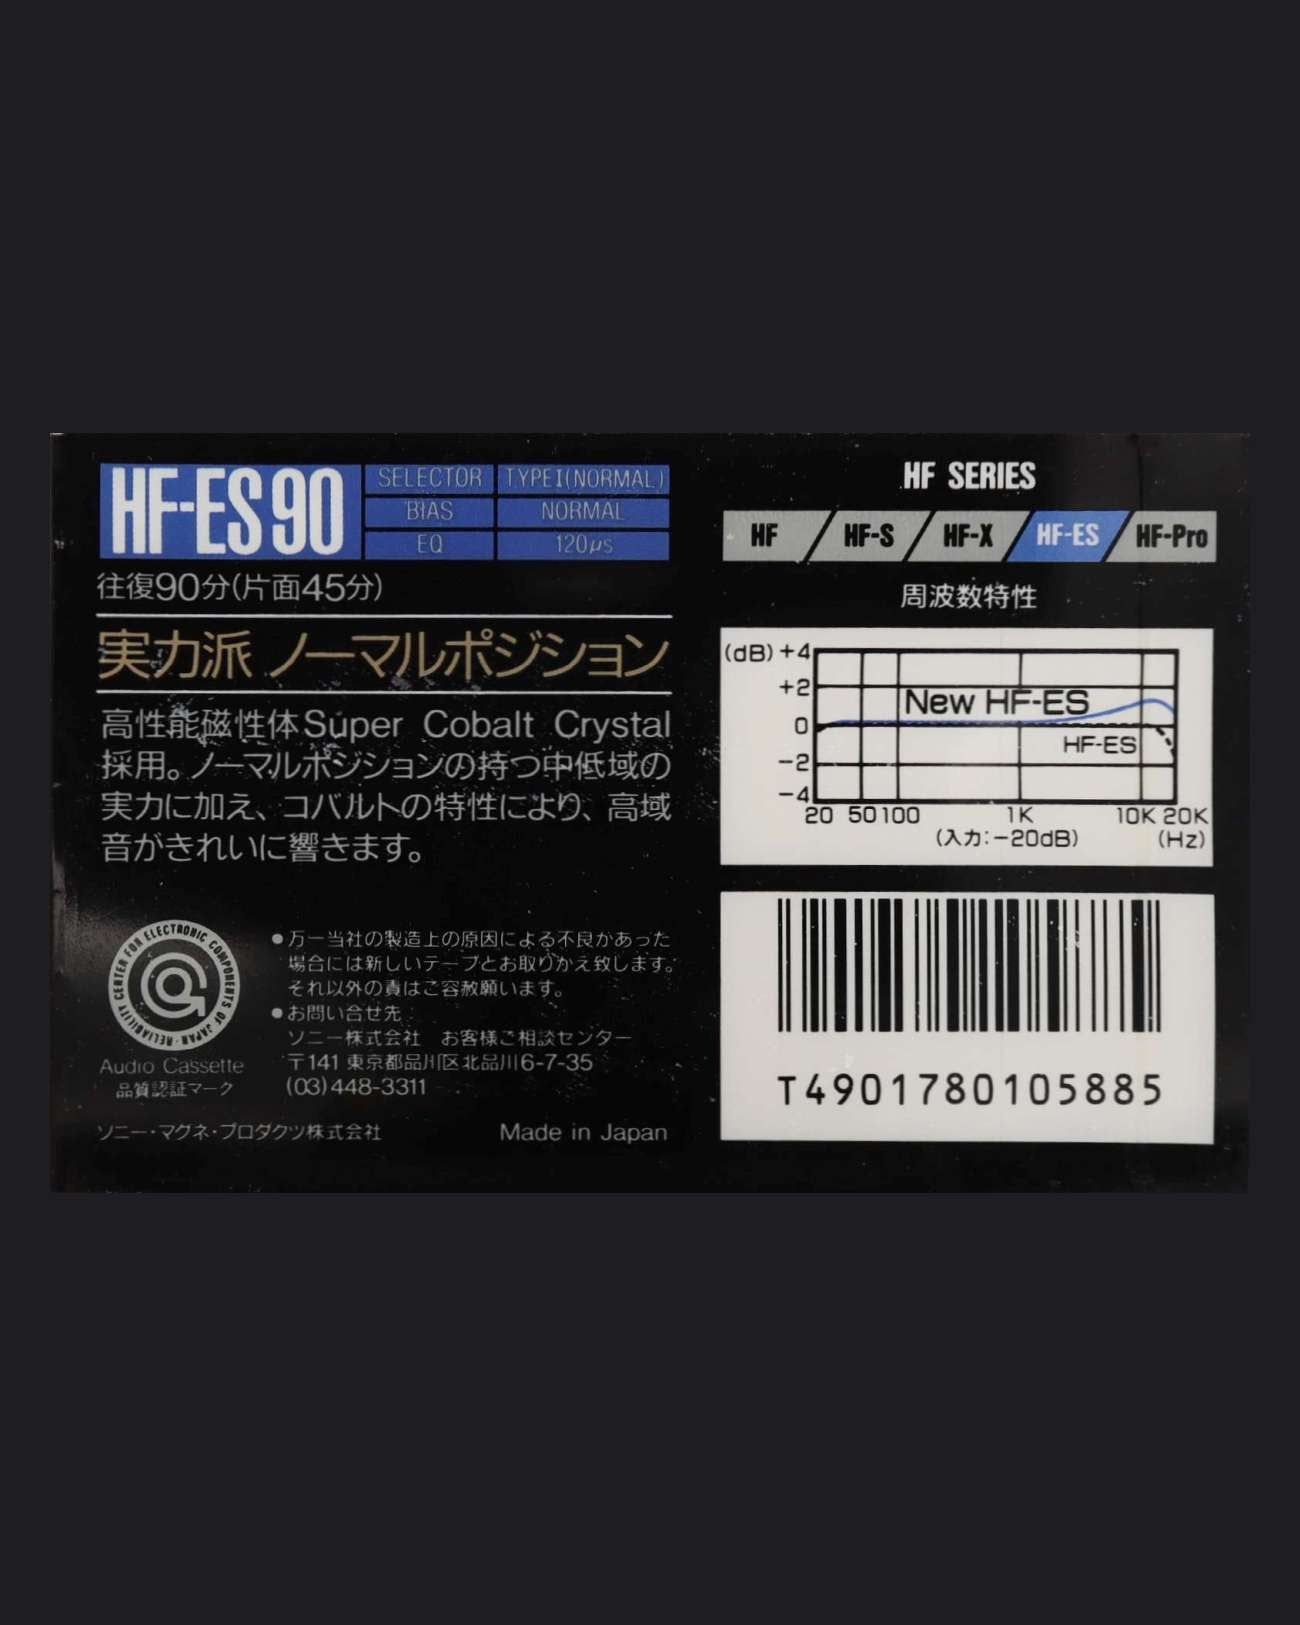 HF-ES90
SELECTOR TYPE I (NORMAL)
BIAS NORMAL
EQ 120μs
往復90分(片面45分)
実力派 ノーマルポジション
高性能磁性体Super Cobalt Crystal
採用。ノーマルポジションの持つ中低域の
実力に加え、コバルトの特性により、高域
音がきれいに響きます。
RELIABILITY CENTER FOR ELECTRONIC COMPONENTS OF JAPAN
Audio Cassette
品質認証マーク
●万一当社の製造上の原因による不良があった
場合には新しいテープとお取りかえ致します。
それ以外の責はご容赦願います。
●お問い合せ先
ソニー株式会社 お客様ご相談センター
〒141 東京都品川区北品川6-7-35
(03)448-3311
ソニー・マグネ・プロダクツ株式会社 Made in Japan
HF SERIES
HF HF-S HF-X HF-ES HF-Pro
周波数特性
(dB) +4
+2
0
-2
-4
New HF-ES
HF-ES
20 50 100 1K 10K 20K
(入力:-20dB) (Hz)
T4901780105885